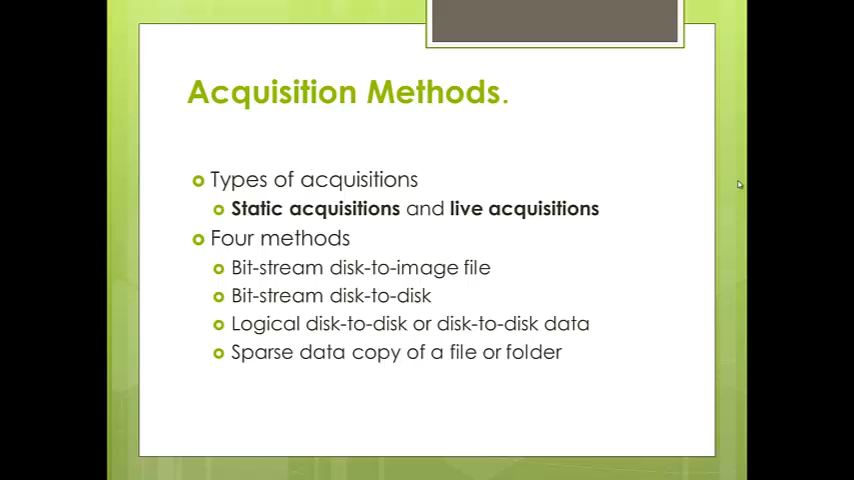 Acquisition Methods.
Types of acquisitions
Static acquisitions and live acquisitions
Four methods
Bit-stream disk-to-image file
Bit-stream disk-to-disk
Logical disk-to-disk or disk-to-disk data
Sparse data copy of a file or folder